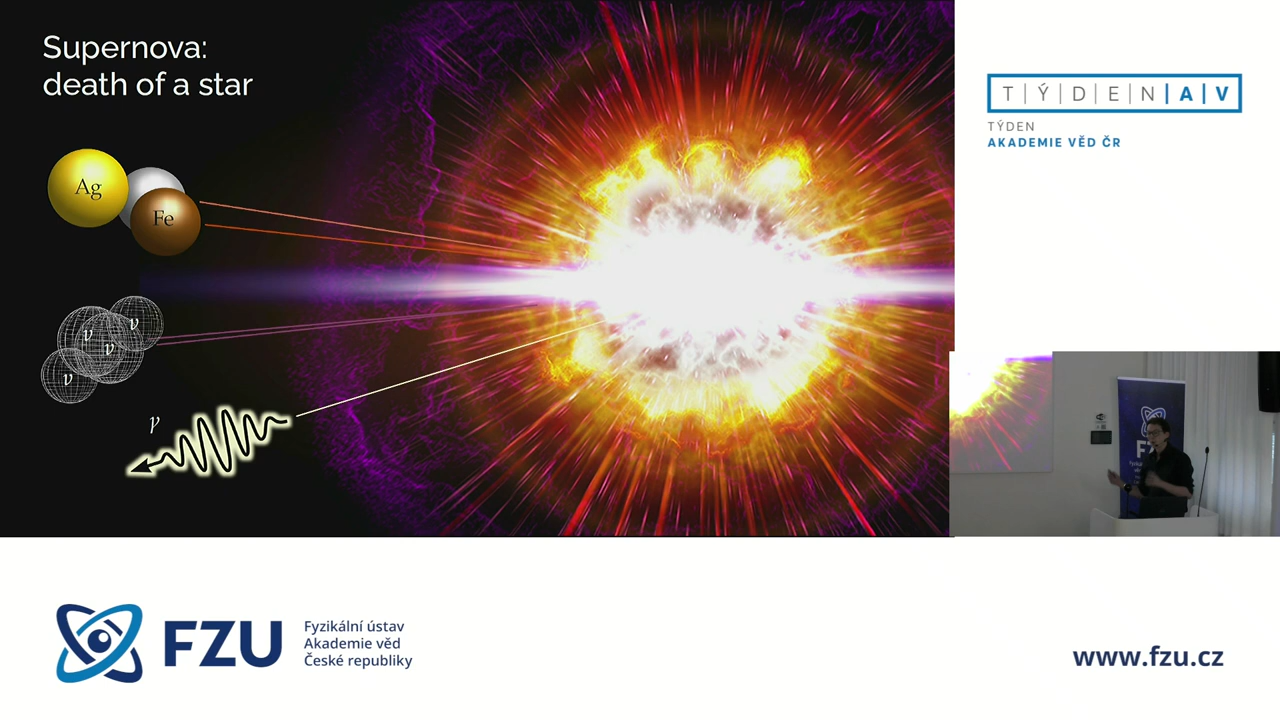 Supernova:
death of a star
Ag
Fe
ν
ν
ν
ν
γ
T|Ý|D|E|N|A|V
TÝDEN
AKADEMIE VĚD ČR
FZU
Fyzikální ústav
Akademie věd
České republiky
www.fzu.cz